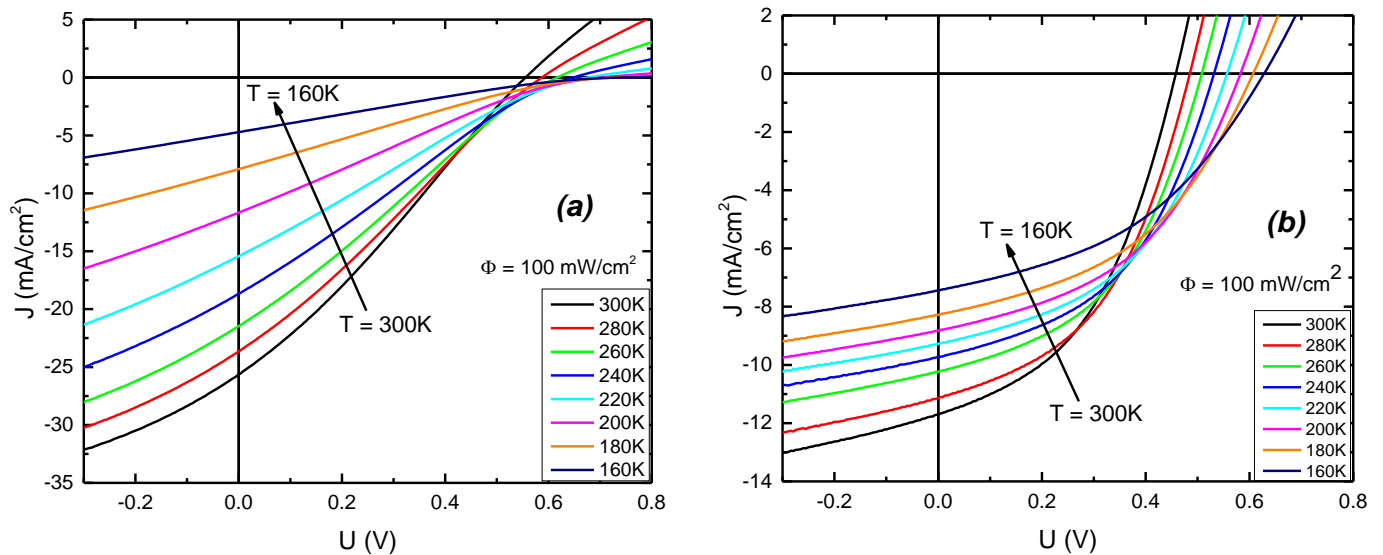 5
0
-5
-10
-15
-20
-25
-30
-35
J (mA/cm²)
T = 160K
T = 300K
(a)
Φ = 100 mW/cm²
300K
280K
260K
240K
220K
200K
180K
160K
-0.2
0.0
0.2
0.4
0.6
0.8
U (V)
2
0
-2
-4
-6
-8
-10
-12
-14
J (mA/cm²)
T = 160K
T = 300K
(b)
Φ = 100 mW/cm²
300K
280K
260K
240K
220K
200K
180K
160K
-0.2
0.0
0.2
0.4
0.6
0.8
U (V)